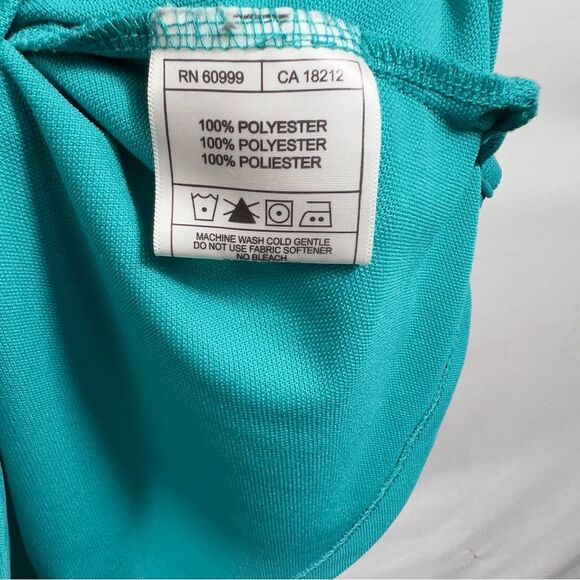 RN 60999 CA 18212
100% POLYESTER
100% POLYESTER
100% POLIESTER
MACHINE WASH COLD GENTLE
DO NOT USE FABRIC SOFTENER
NO BLEACH